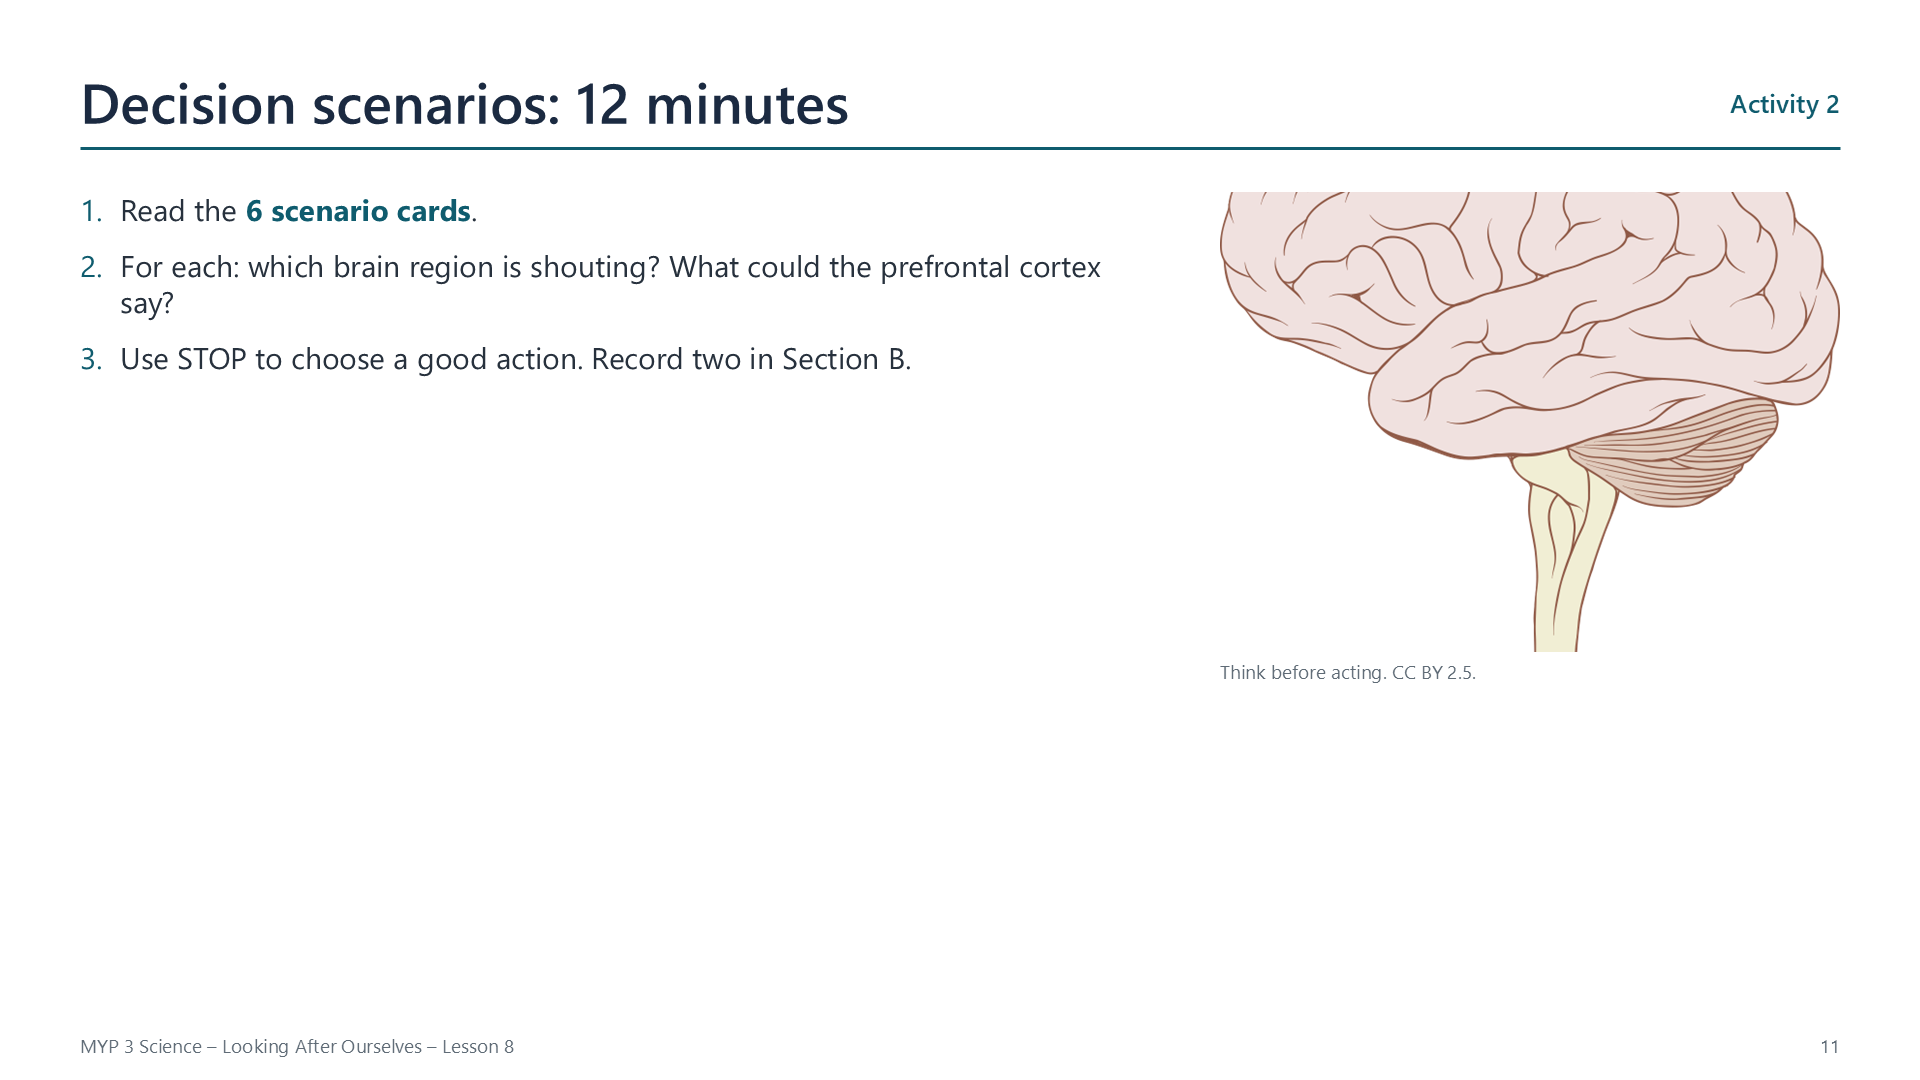 Decision scenarios: 12 minutes
Activity 2
1. Read the 6 scenario cards.
2. For each: which brain region is shouting? What could the prefrontal cortex
say?
3. Use STOP to choose a good action. Record two in Section B.
Think before acting. CC BY 2.5.
MYP 3 Science – Looking After Ourselves – Lesson 8
11